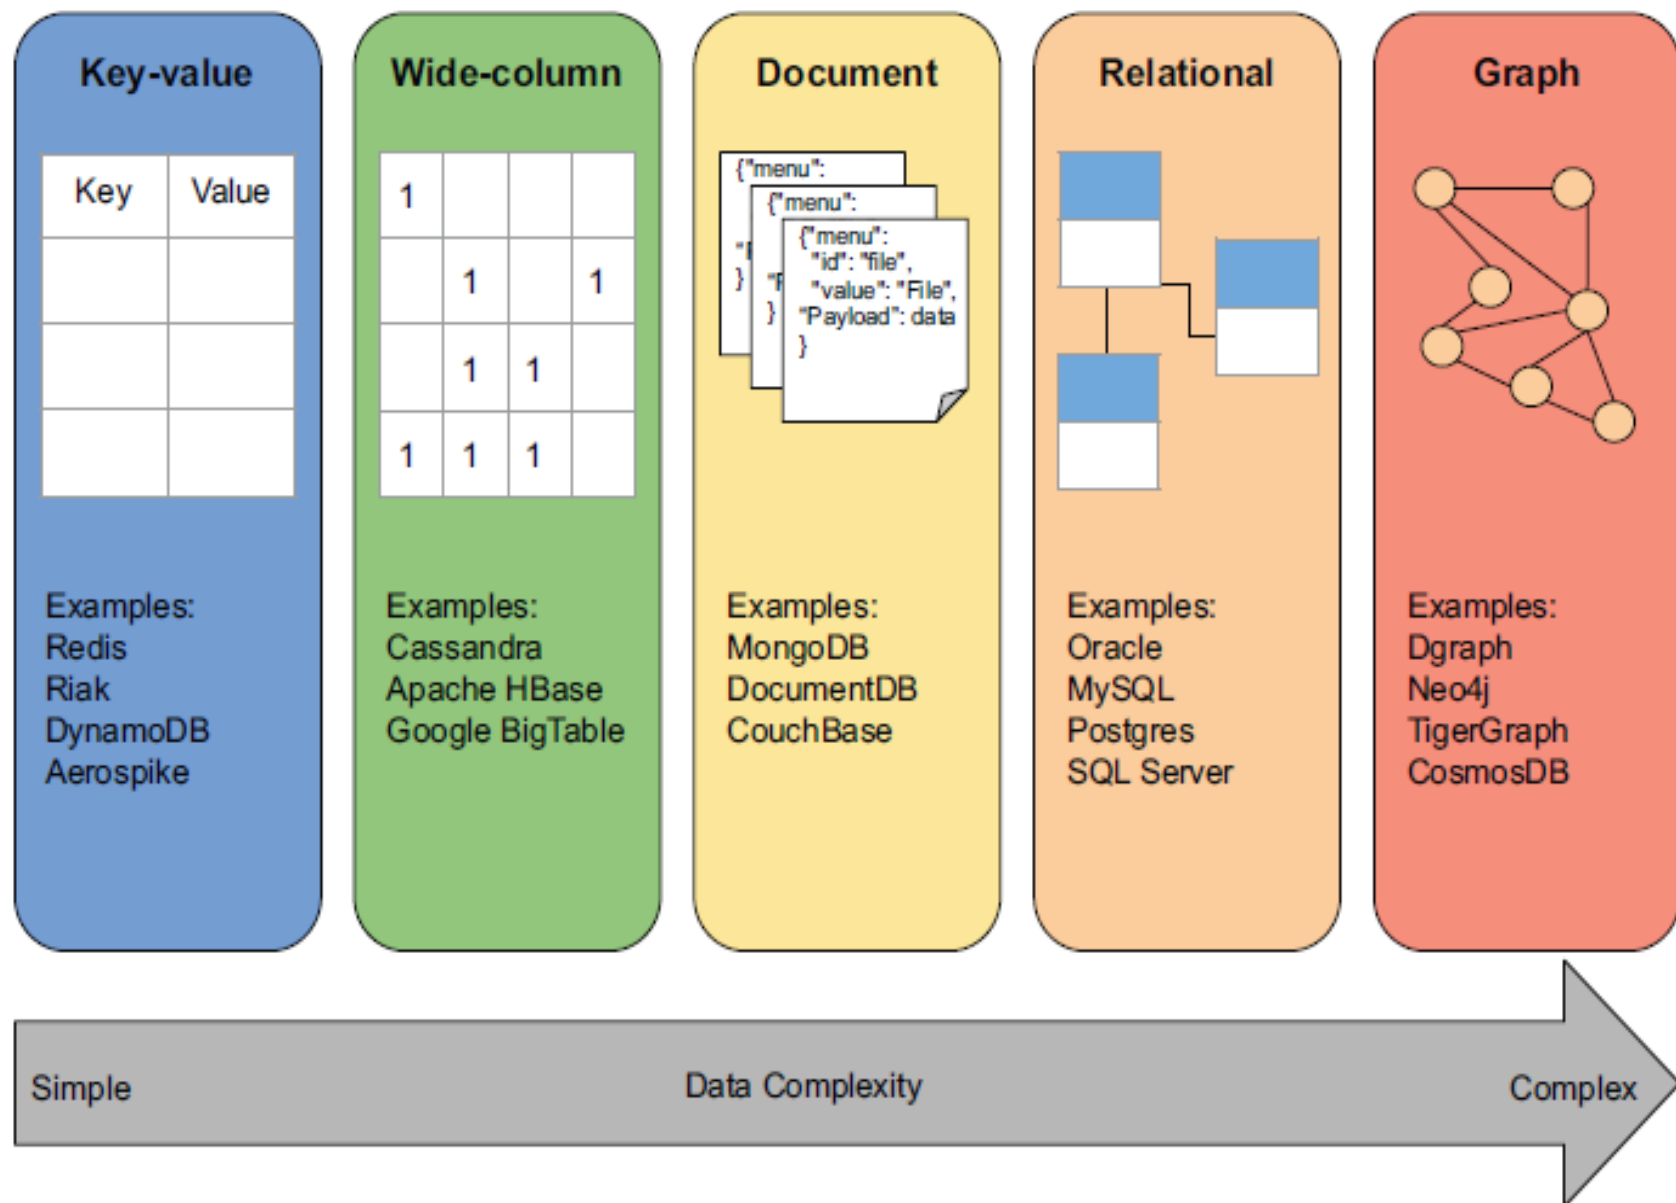 Key-value
Key Value
Examples:
Redis
Riak
DynamoDB
Aerospike
Wide-column
1
1 1
1 1
1 1 1
Examples:
Cassandra
Apache HBase
Google BigTable
Document
{"menu":
}
{"menu":
}
{"menu":
"id": "file",
"value": "File",
"Payload": data
}
Examples:
MongoDB
DocumentDB
CouchBase
Relational
Examples:
Oracle
MySQL
Postgres
SQL Server
Graph
Examples:
Dgraph
Neo4j
TigerGraph
CosmosDB
Simple Data Complexity Complex